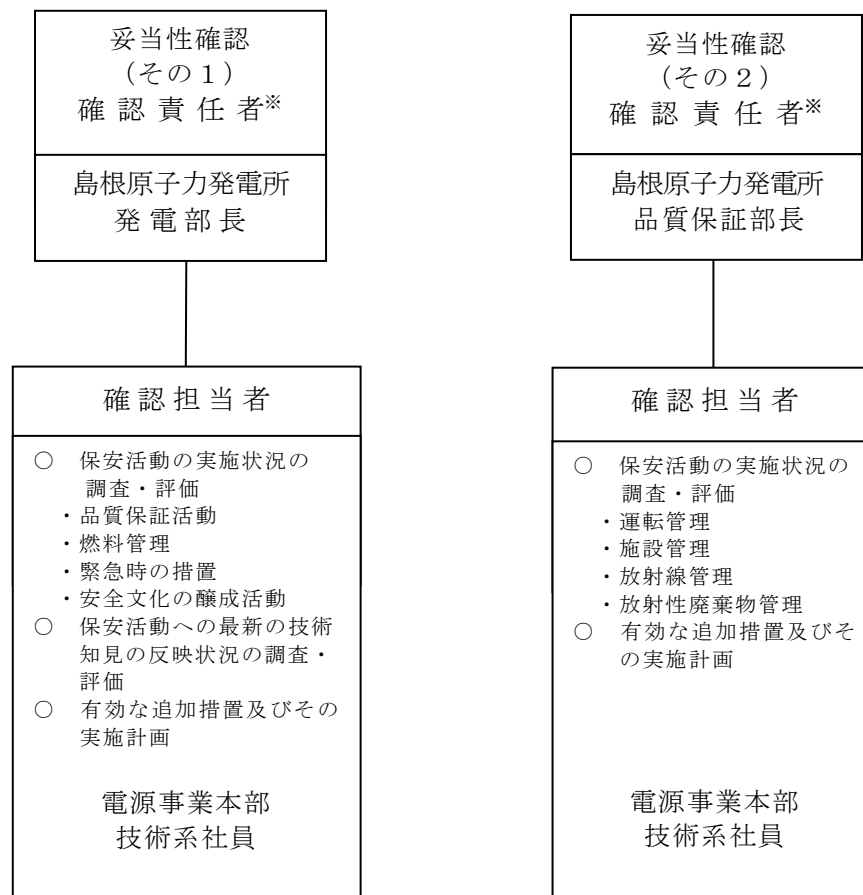 妥当性確認
(その1)
確認責任者※
島根原子力発電所
発電部長
確認担当者
○ 保安活動の実施状況の
調査・評価
・品質保証活動
・燃料管理
・緊急時の措置
・安全文化の醸成活動
○ 保安活動への最新の技術
知見の反映状況の調査・
評価
○ 有効な追加措置及びその
実施計画
電源事業本部
技術系社員
妥当性確認
(その2)
確認責任者※
島根原子力発電所
品質保証部長
確認担当者
○ 保安活動の実施状況の
調査・評価
・運転管理
・施設管理
・放射線管理
・放射性廃棄物管理
○ 有効な追加措置及びそ
の実施計画
電源事業本部
技術系社員